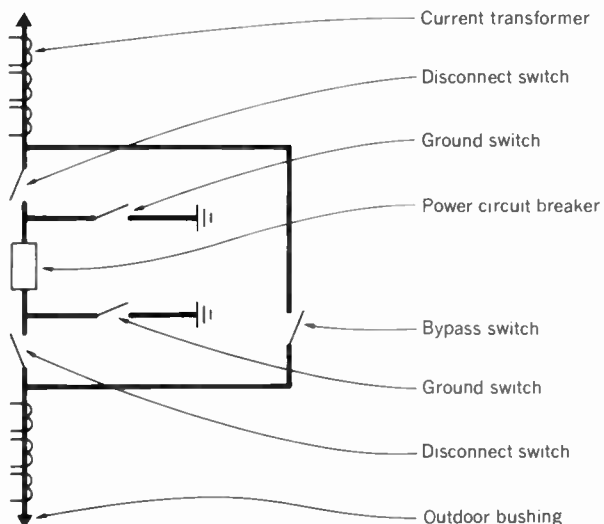 Current transformer
Disconnect switch
Ground switch
Power circuit breaker
Bypass switch
Ground switch
Disconnect switch
Outdoor bushing